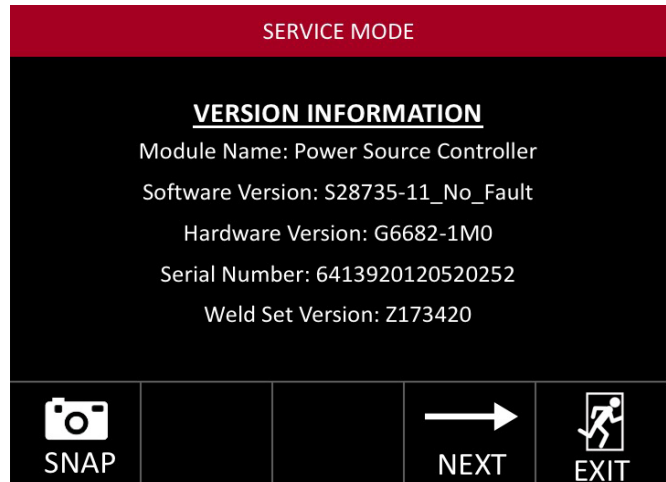 SERVICE MODE
VERSION INFORMATION
Module Name: Power Source Controller
Software Version: S28735-11_No_Fault
Hardware Version: G6682-1M0
Serial Number: 6413920120520252
Weld Set Version: Z173420
SNAP
NEXT
EXIT